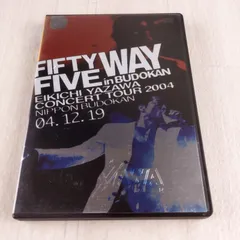 FIFTY WAY
FIVE in BUDOKAN
EIKICHI YAZAWA
CONCERT TOUR 2004
NIPPON BUDOKAN
04.12.19